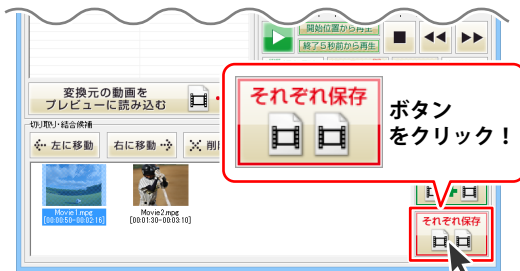 開始位置から再生
終了5秒前から再生
変換元の動画を
プレビューに読み込む
それぞれ保存
ボタン
をクリック！
切り取り・結合候補
左に移動
右に移動
削
Movie1.mpg
[00:00:50-00:02:16]
Movie2.mpg
[00:01:30-00:03:10]
それぞれ保存